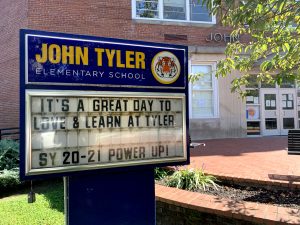 JOHN TYLER
ELEMENTARY SCHOOL
IT'S A GREAT DAY TO
LOVE & LEARN AT TYLER
SY 20-21 POWER UP!
JOHN